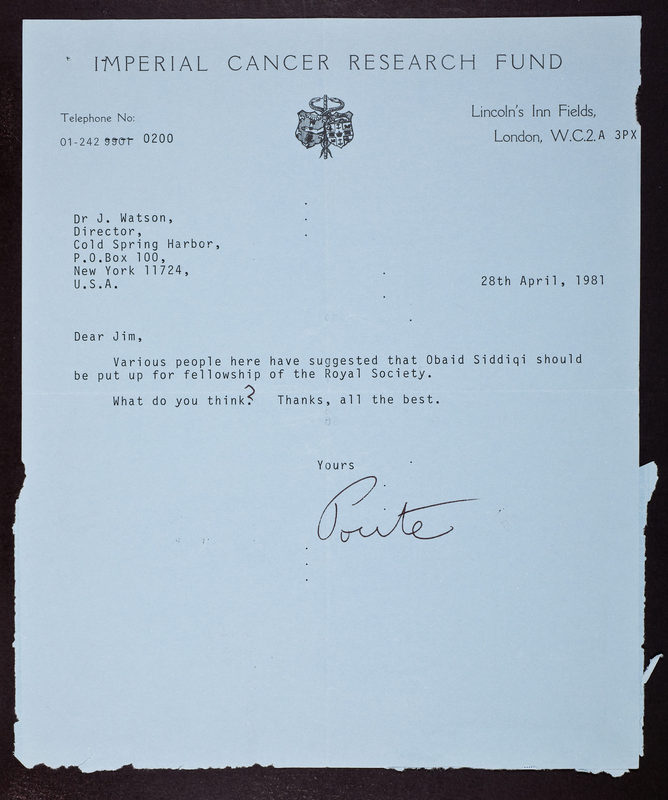 IMPERIAL CANCER RESEARCH FUND
Telephone No:
01-242 9901 0200
Lincoln's Inn Fields,
London, W.C.2.A 3PX
Dr J. Watson,
Director,
Cold Spring Harbor,
P.O.Box 100,
New York 11724,
U.S.A.
28th April, 1981
Dear Jim,
Various people here have suggested that Obaid Siddiqi should
be put up for fellowship of the Royal Society.
What do you think? Thanks, all the best.
Yours